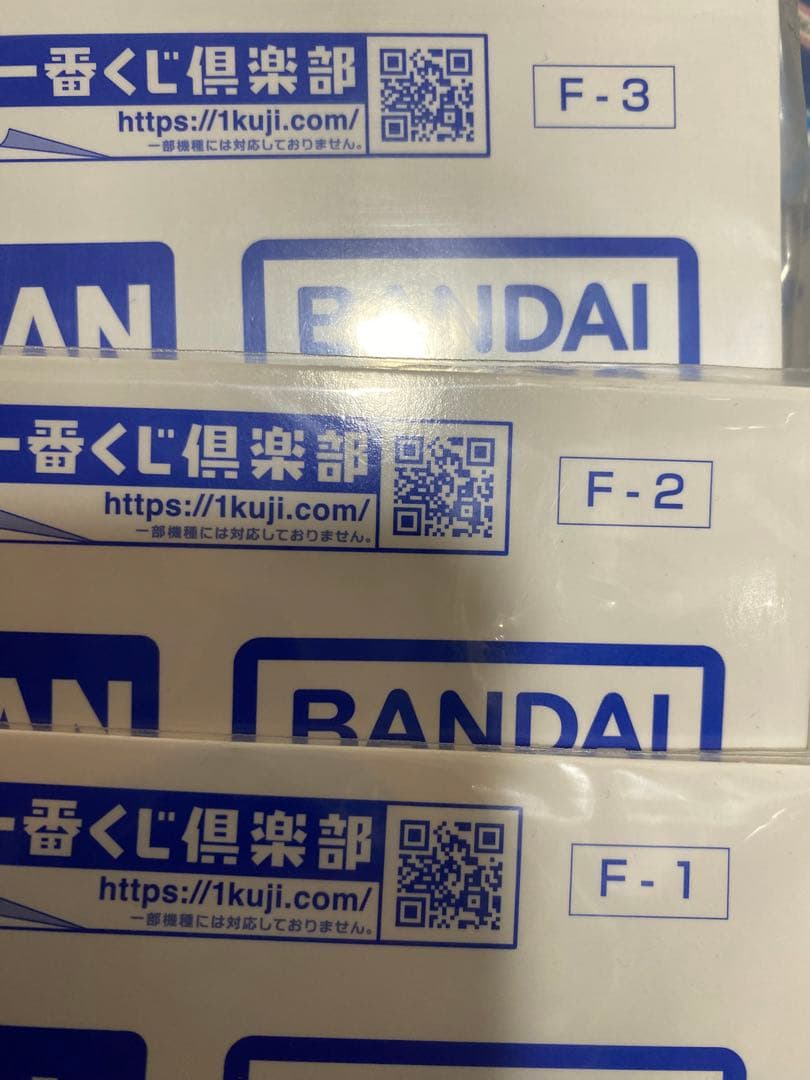 一番くじ倶楽部
https://1kuji.com/
一部機種には対応しておりません。
F-3
AN
BANDAI
一番くじ倶楽部
https://1kuji.com/
一部機種には対応しておりません。
F-2
AN
BANDAI
一番くじ倶楽部
https://1kuji.com/
一部機種には対応しておりません。
F-1